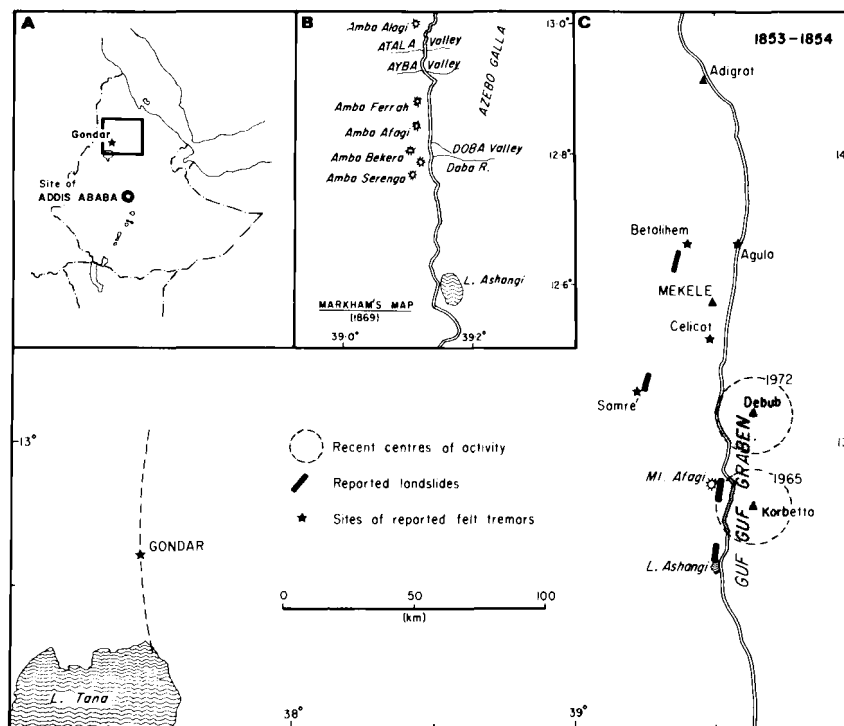 A
Gondar
Site of
ADDIS ABABA
B
Amba Alagi
ATALA Valley
AYBA Valley
AZEBO GALLA
Amba Ferrah
Amba Afagi
DOBA Valley
Amba Bekera
Doba R.
Amba Serenga
L. Ashangi
MARKHAM'S MAP
(1869)
39·0°
39·2°
13·0°
12·8°
12·6°
C
1853–1854
Adigrat
14
Betalihem
Agula
MEKELE
Celicot
Samre
1972
Debub
13°
13
Recent centres of activity
Reported landslides
Sites of reported felt tremors
Mt. Afagi
1965
Korbetta
GUF GUF GRABEN
L. Ashangi
GONDAR
0 50 100
(km)
L. Tana
38°
39°